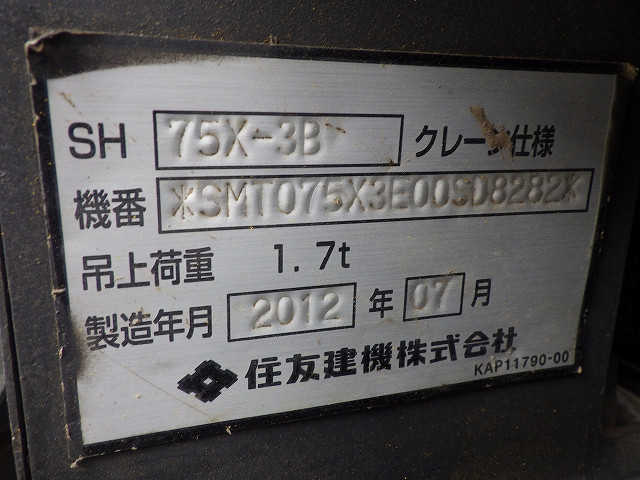 SH 75X-3B クレーン仕様
機番 *SMT075X3E00SD8282*
吊上荷重 1.7t
製造年月 2012 年 07 月
住友建機株式会社
KAP11790-00